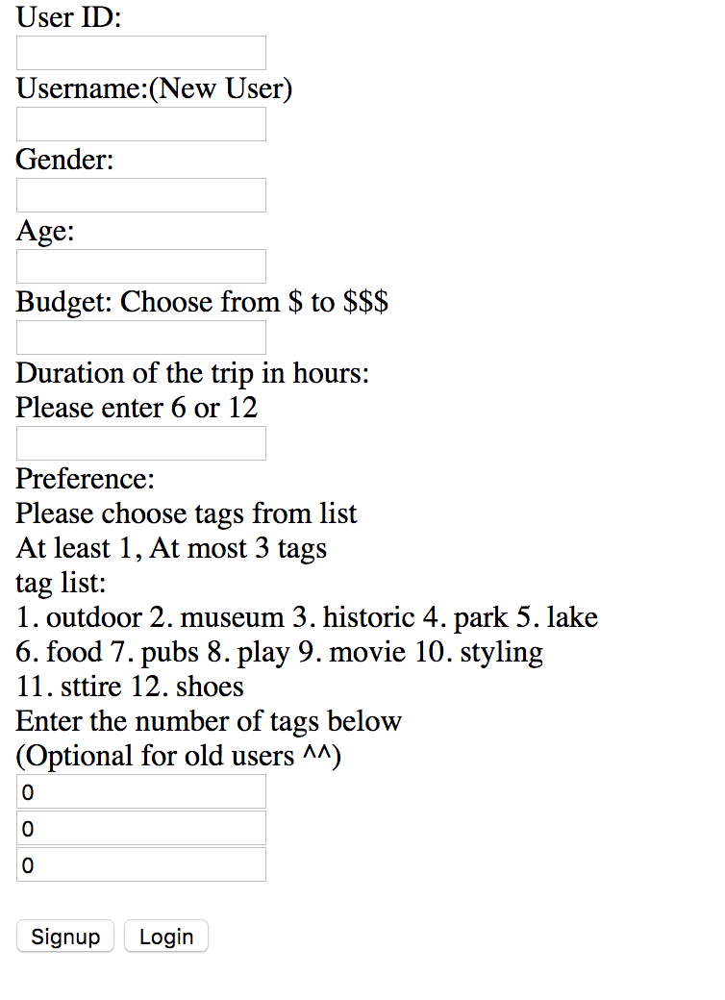 User ID:
Username:(New User)
Gender:
Age:
Budget: Choose from $ to $$$
Duration of the trip in hours:
Please enter 6 or 12
Preference:
Please choose tags from list
At least 1, At most 3 tags
tag list:
1. outdoor 2. museum 3. historic 4. park 5. lake
6. food 7. pubs 8. play 9. movie 10. styling
11. sttire 12. shoes
Enter the number of tags below
(Optional for old users ^^)
0
0
0
Signup Login